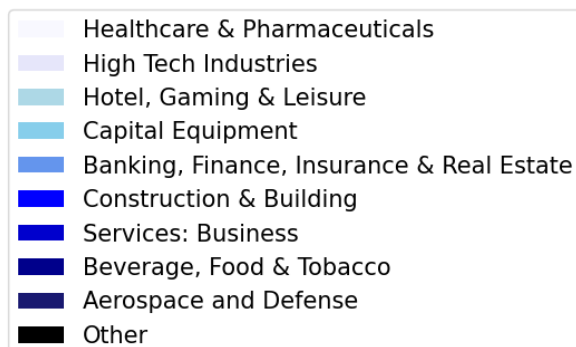 Healthcare & Pharmaceuticals
High Tech Industries
Hotel, Gaming & Leisure
Capital Equipment
Banking, Finance, Insurance & Real Estate
Construction & Building
Services: Business
Beverage, Food & Tobacco
Aerospace and Defense
Other